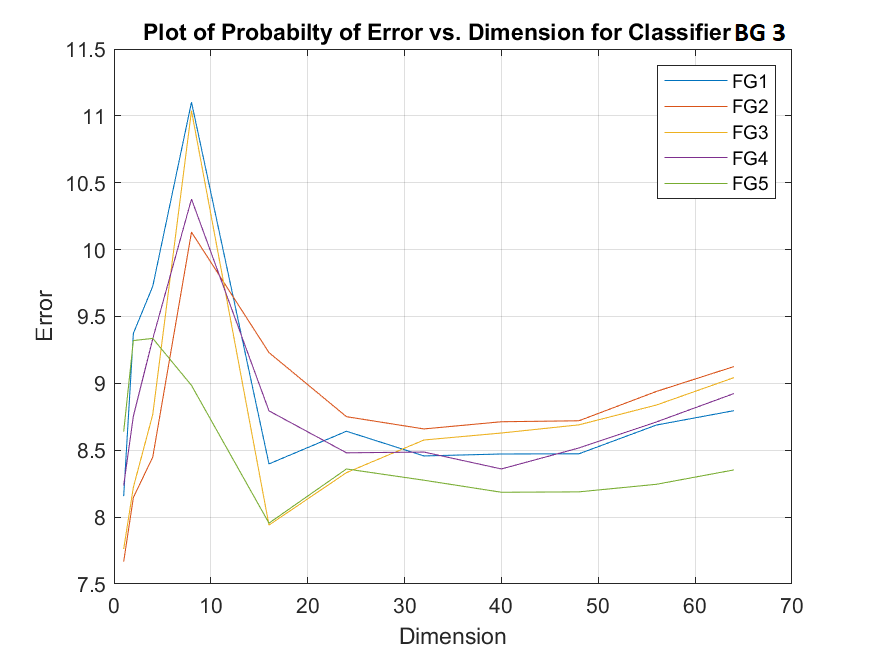 Plot of Probabilty of Error vs. Dimension for Classifier BG 3
11.5
11
10.5
10
9.5
9
8.5
8
7.5
Error
FG1
FG2
FG3
FG4
FG5
0 10 20 30 40 50 60 70
Dimension